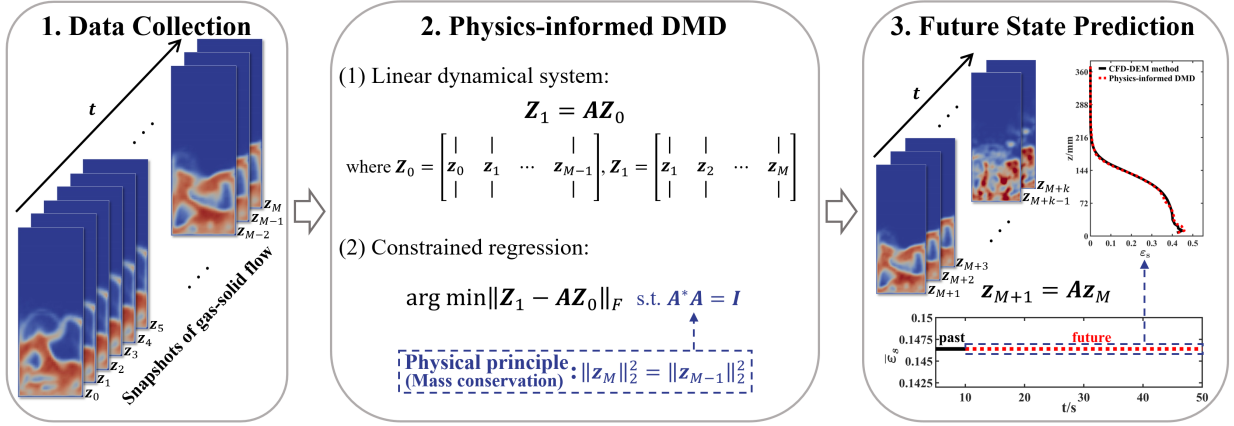 1. Data Collection
t
z_M
z_{M-1}
z_{M-2}
z_5
z_4
z_3
z_2
z_1
z_0
Snapshots of gas-solid flow
2. Physics-informed DMD
(1) Linear dynamical system:
Z_1 = AZ_0
where Z_0 = [z_0 z_1 ⋯ z_{M-1}], Z_1 = [z_1 z_2 ⋯ z_M]
(2) Constrained regression:
arg min‖Z_1 − AZ_0‖_F s.t. A^*A = I
Physical principle
(Mass conservation) : ‖z_M‖_2^2 = ‖z_{M-1}‖_2^2
3. Future State Prediction
t
z_{M+k}
z_{M+k-1}
z_{M+3}
z_{M+2}
z_{M+1}
CFD-DEM method
Physics-informed DMD
z/mm
360
288
216
144
72
0
0 0.1 0.2 0.3 0.4 0.5 0.6
ε_s
z_{M+1} = Az_M
0.15
0.1475
0.145
0.1425
ε̅_s
past
future
10 20 30 40 50
t/s